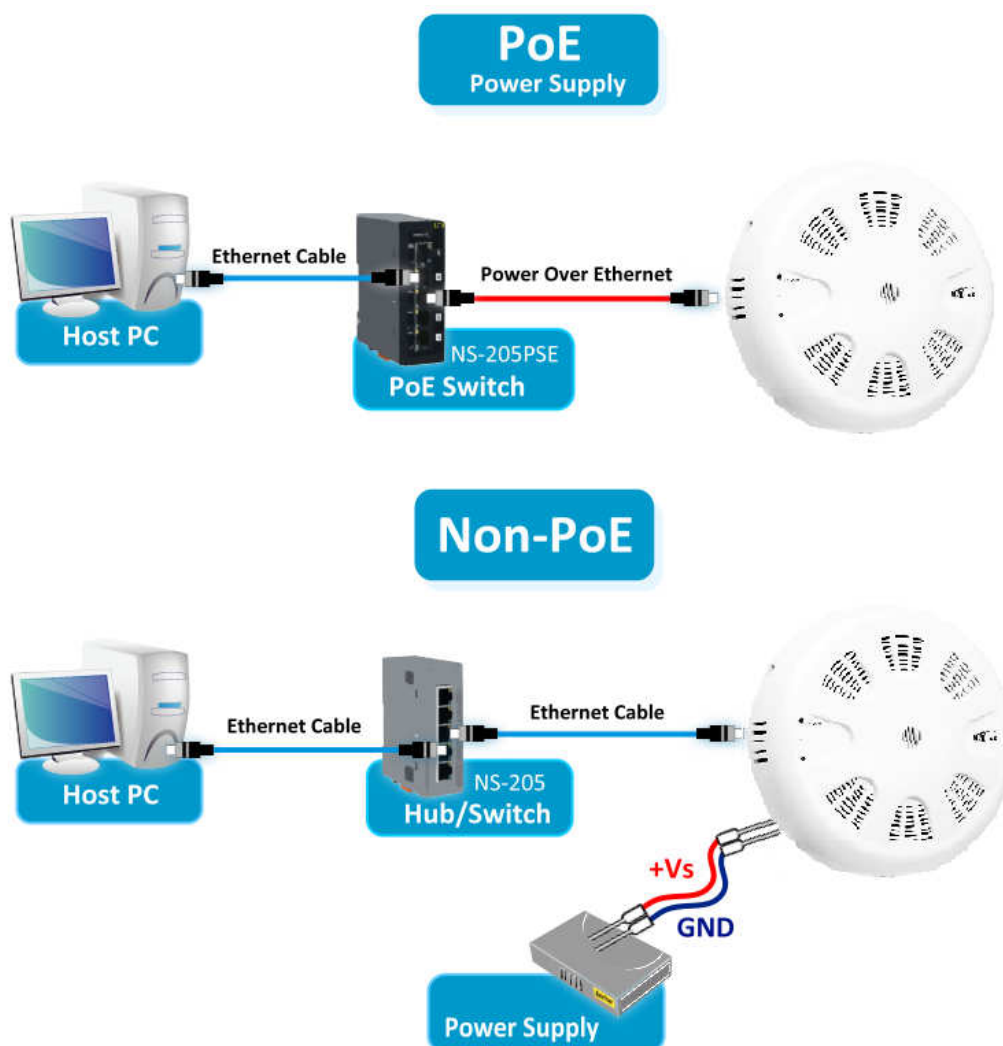 PoE
Power Supply
Ethernet Cable
Power Over Ethernet
Host PC
NS-205PSE
PoE Switch
Non-PoE
Ethernet Cable
Ethernet Cable
Host PC
NS-205
Hub/Switch
+Vs
GND
Power Supply